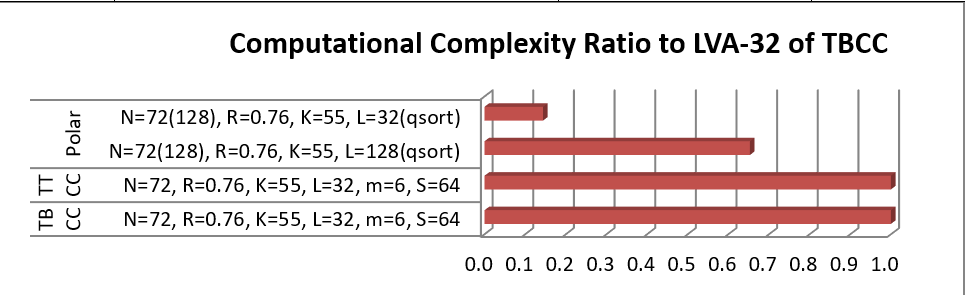 Computational Complexity Ratio to LVA-32 of TBCC
Polar
N=72(128), R=0.76, K=55, L=32(qsort)
N=72(128), R=0.76, K=55, L=128(qsort)
TT CC
N=72, R=0.76, K=55, L=32, m=6, S=64
TB CC
N=72, R=0.76, K=55, L=32, m=6, S=64
0.0 0.1 0.2 0.3 0.4 0.5 0.6 0.7 0.8 0.9 1.0